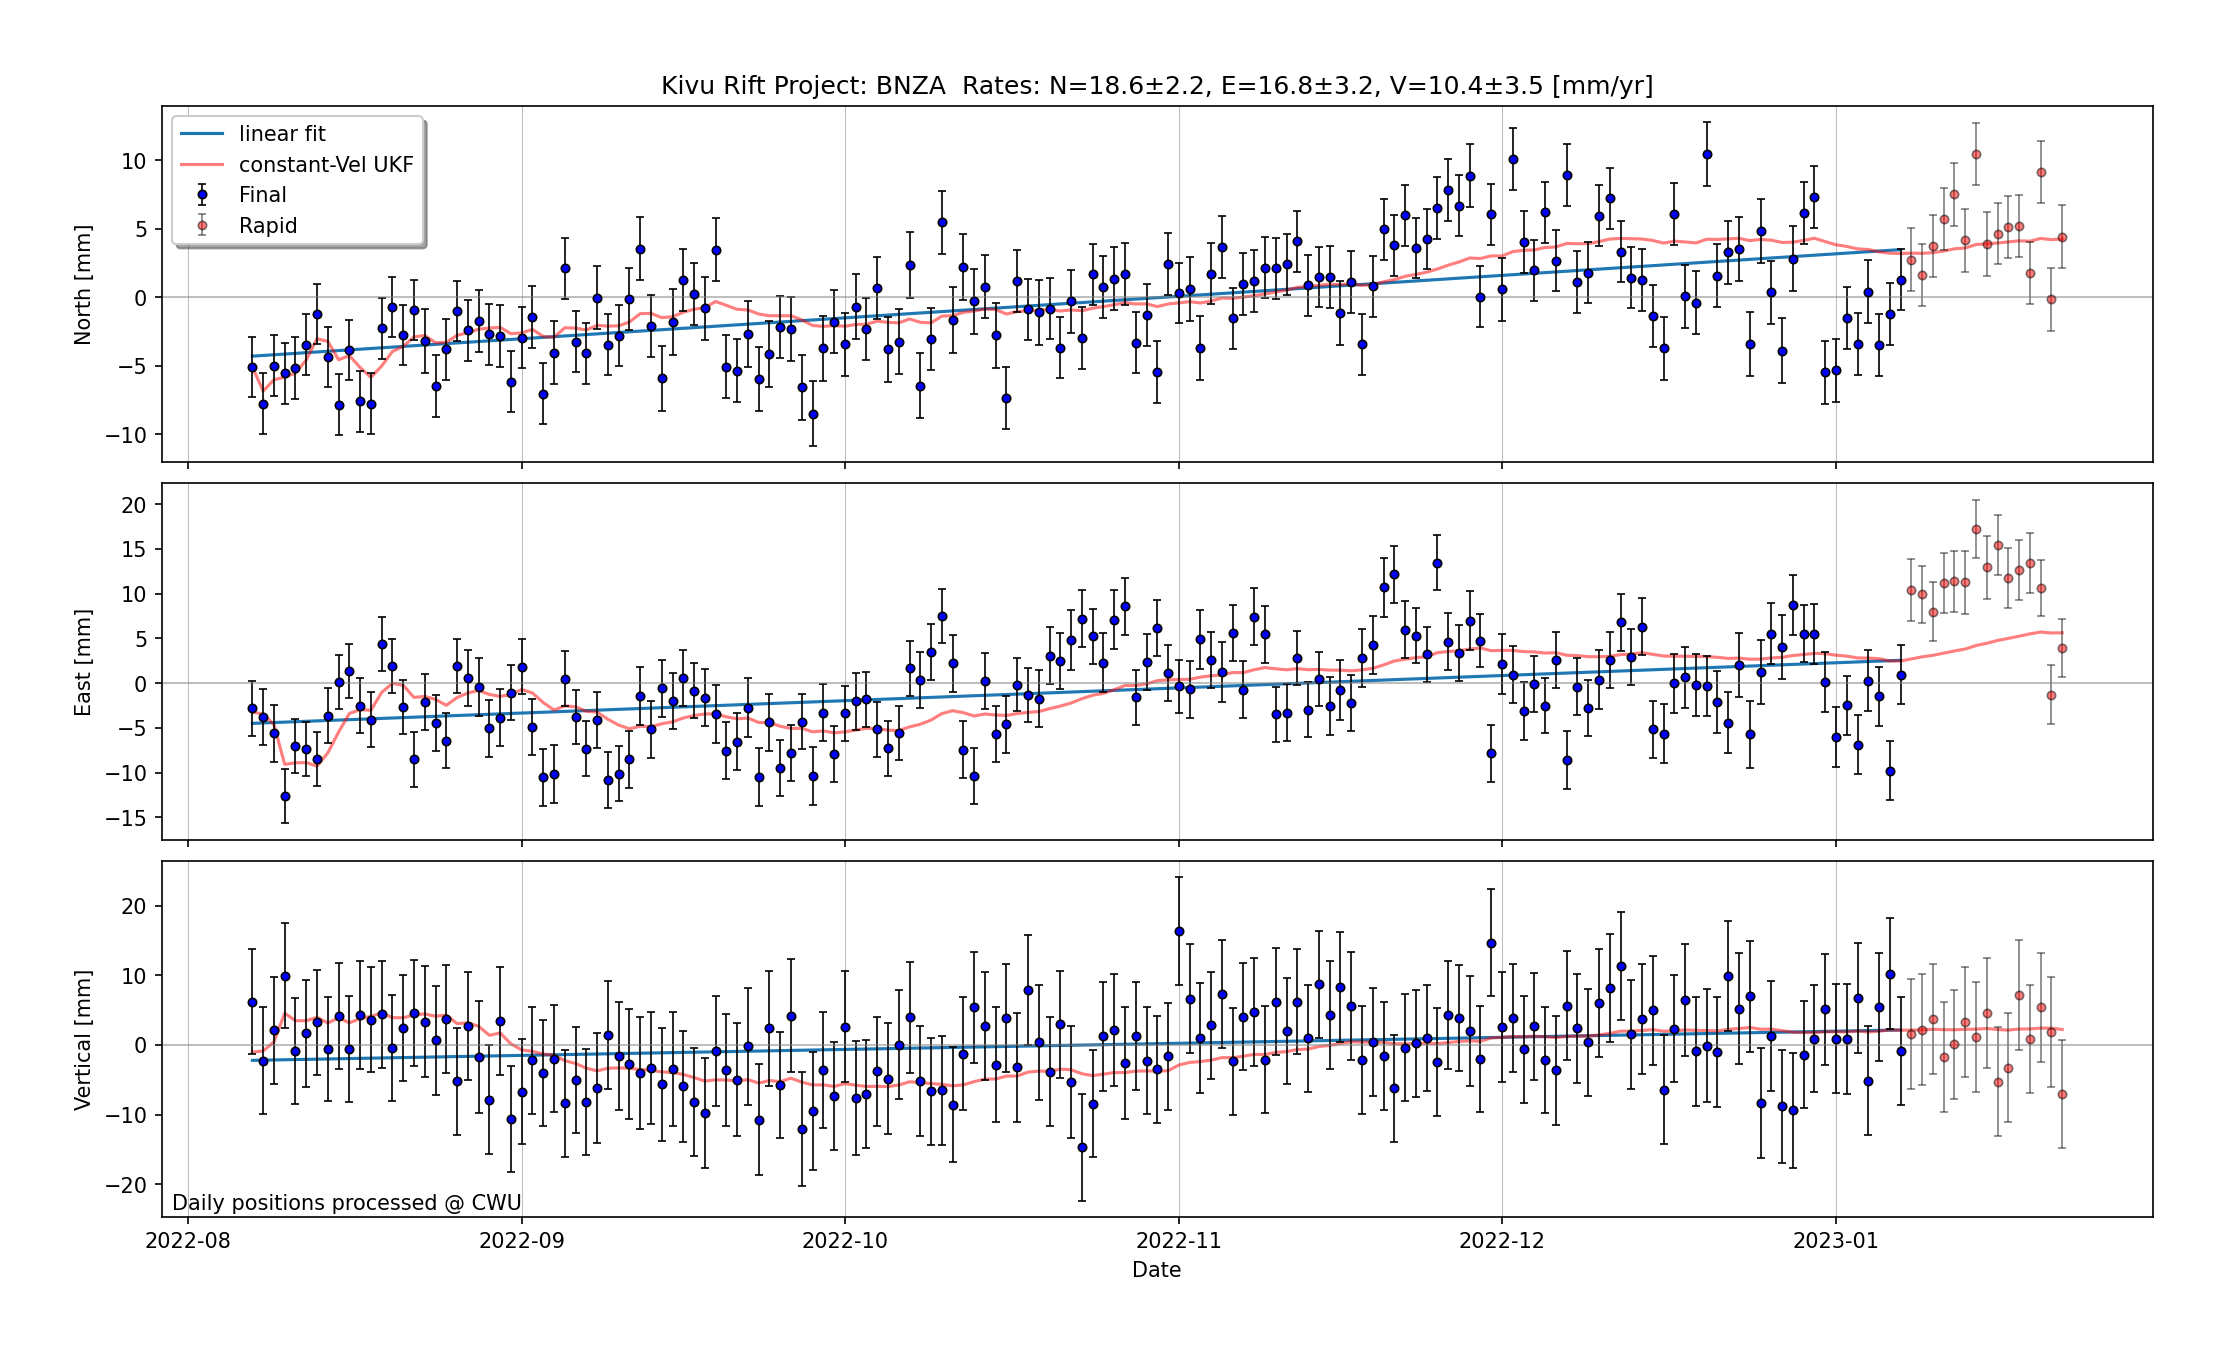 Kivu Rift Project: BNZA  Rates: N=18.6±2.2, E=16.8±3.2, V=10.4±3.5 [mm/yr]
linear fit
constant-Vel UKF
Final
Rapid
North [mm]
10
5
0
−5
−10
East [mm]
20
15
10
5
0
−5
−10
−15
Vertical [mm]
20
10
0
−10
−20
Daily positions processed @ CWU
2022-08 2022-09 2022-10 2022-11 2022-12 2023-01
Date